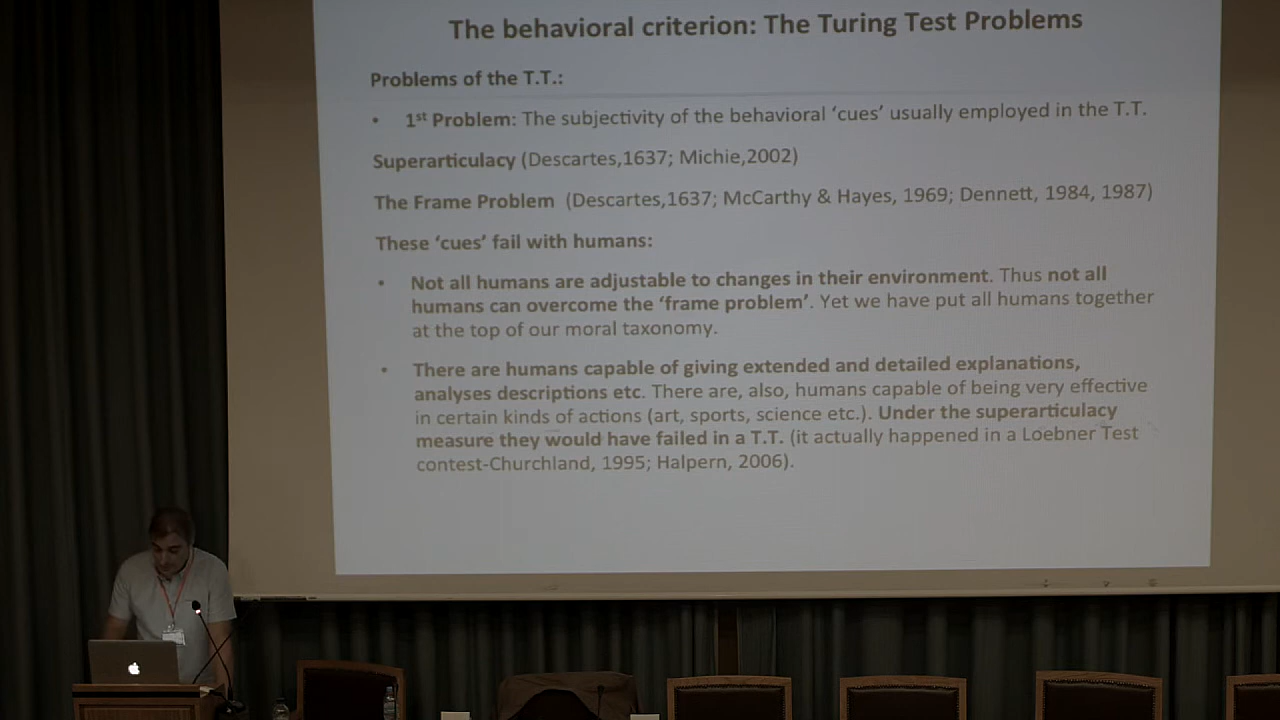 The behavioral criterion: The Turing Test Problems
Problems of the T.T.:
• 1st Problem: The subjectivity of the behavioral ‘cues’ usually employed in the T.T.
Superarticulacy (Descartes,1637; Michie,2002)
The Frame Problem (Descartes,1637; McCarthy & Hayes, 1969; Dennett, 1984, 1987)
These ‘cues’ fail with humans:
• Not all humans are adjustable to changes in their environment. Thus not all
humans can overcome the ‘frame problem’. Yet we have put all humans together
at the top of our moral taxonomy.
• There are humans capable of giving extended and detailed explanations,
analyses descriptions etc. There are, also, humans capable of being very effective
in certain kinds of actions (art, sports, science etc.). Under the superarticulacy
measure they would have failed in a T.T. (it actually happened in a Loebner Test
contest-Churchland, 1995; Halpern, 2006).